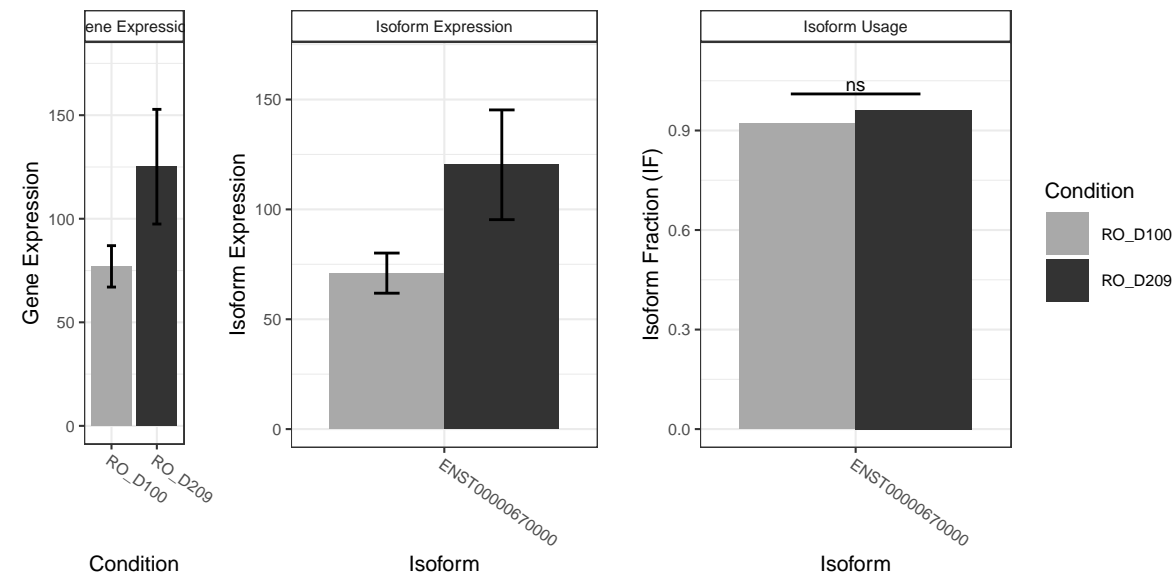 ene Expressio
Gene Expression
150
100
50
0
RO_D100
RO_D209
Condition
Isoform Expression
Isoform Expression
150
100
50
0
ENST00000670000
Isoform
Isoform Usage
Isoform Fraction (IF)
0.9
0.6
0.3
0.0
ns
ENST00000670000
Isoform
Condition
RO_D100
RO_D209